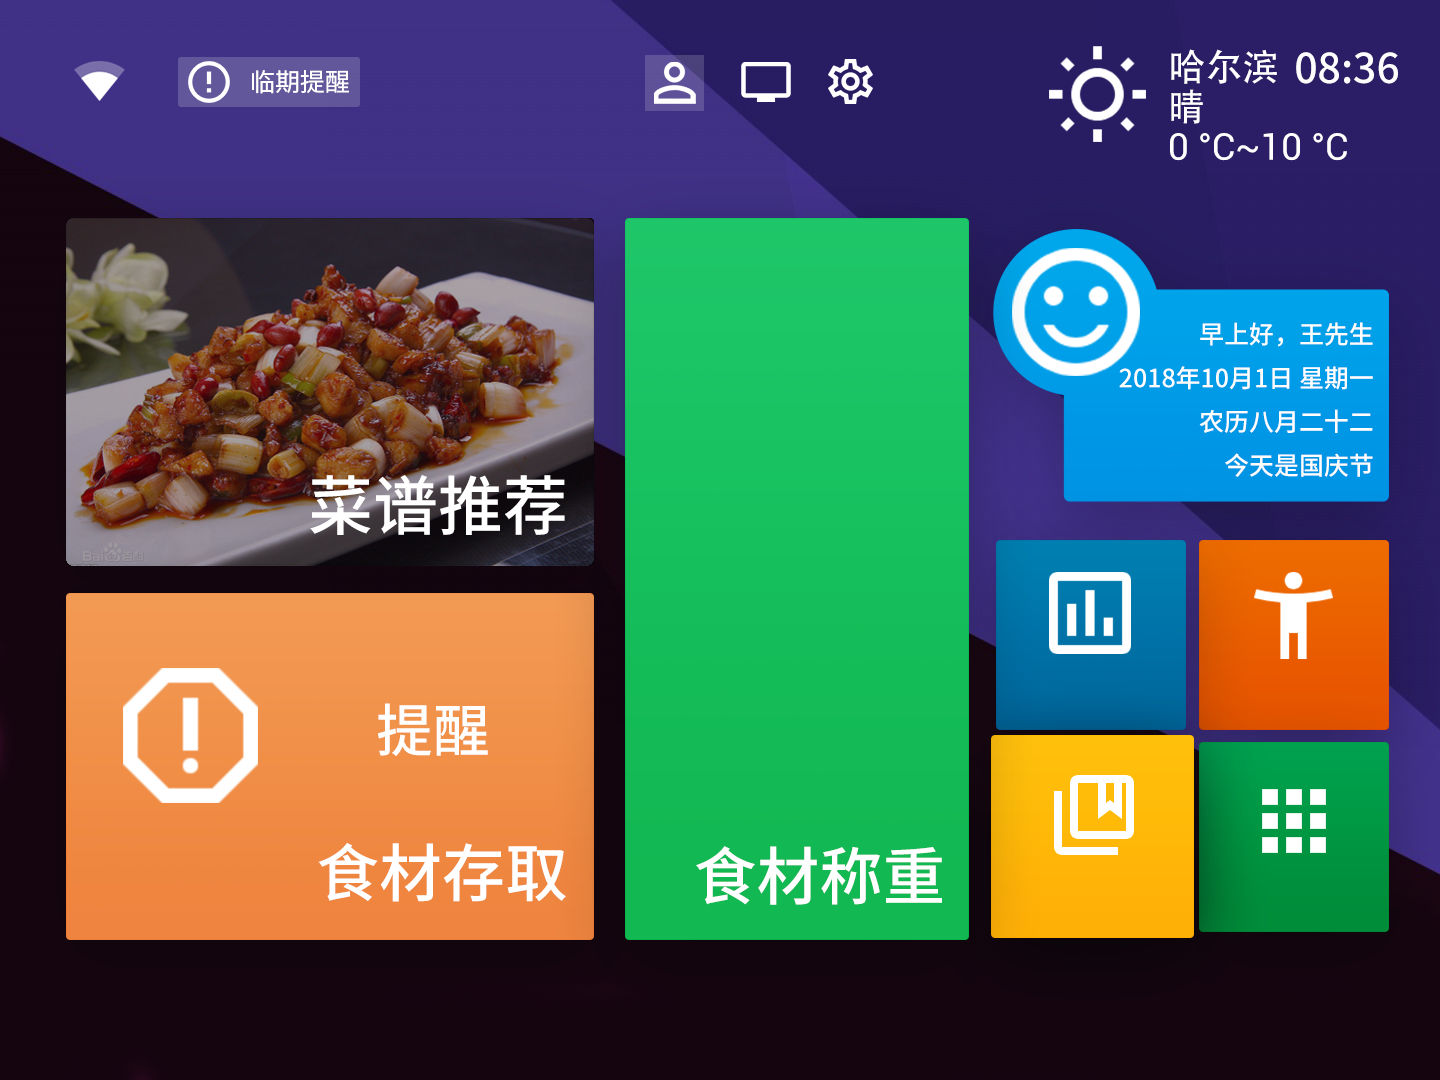 临期提醒
哈尔滨 08:36
晴
0 °C~10 °C
早上好，王先生
2018年10月1日 星期一
农历八月二十二
今天是国庆节
菜谱推荐
提醒
食材存取
食材称重